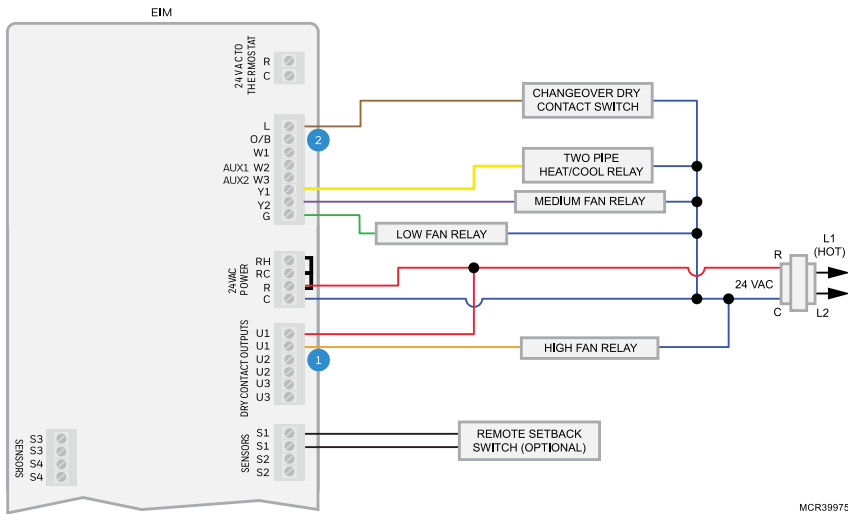 EIM
24VAC TO
THERMOSTAT
R
C
L
O/B
W1
AUX1 W2
AUX2 W3
Y1
Y2
G
2
CHANGEOVER DRY
CONTACT SWITCH
TWO PIPE
HEAT/COOL RELAY
MEDIUM FAN RELAY
LOW FAN RELAY
24VAC
POWER
RH
RC
R
C
R
C
24 VAC
L1
(HOT)
L2
DRY CONTACT OUTPUTS
U1
U1
U2
U2
U3
U3
1
HIGH FAN RELAY
SENSORS
S1
S1
S2
S2
REMOTE SETBACK
SWITCH (OPTIONAL)
SENSORS
S3
S3
S4
S4
MCR39975